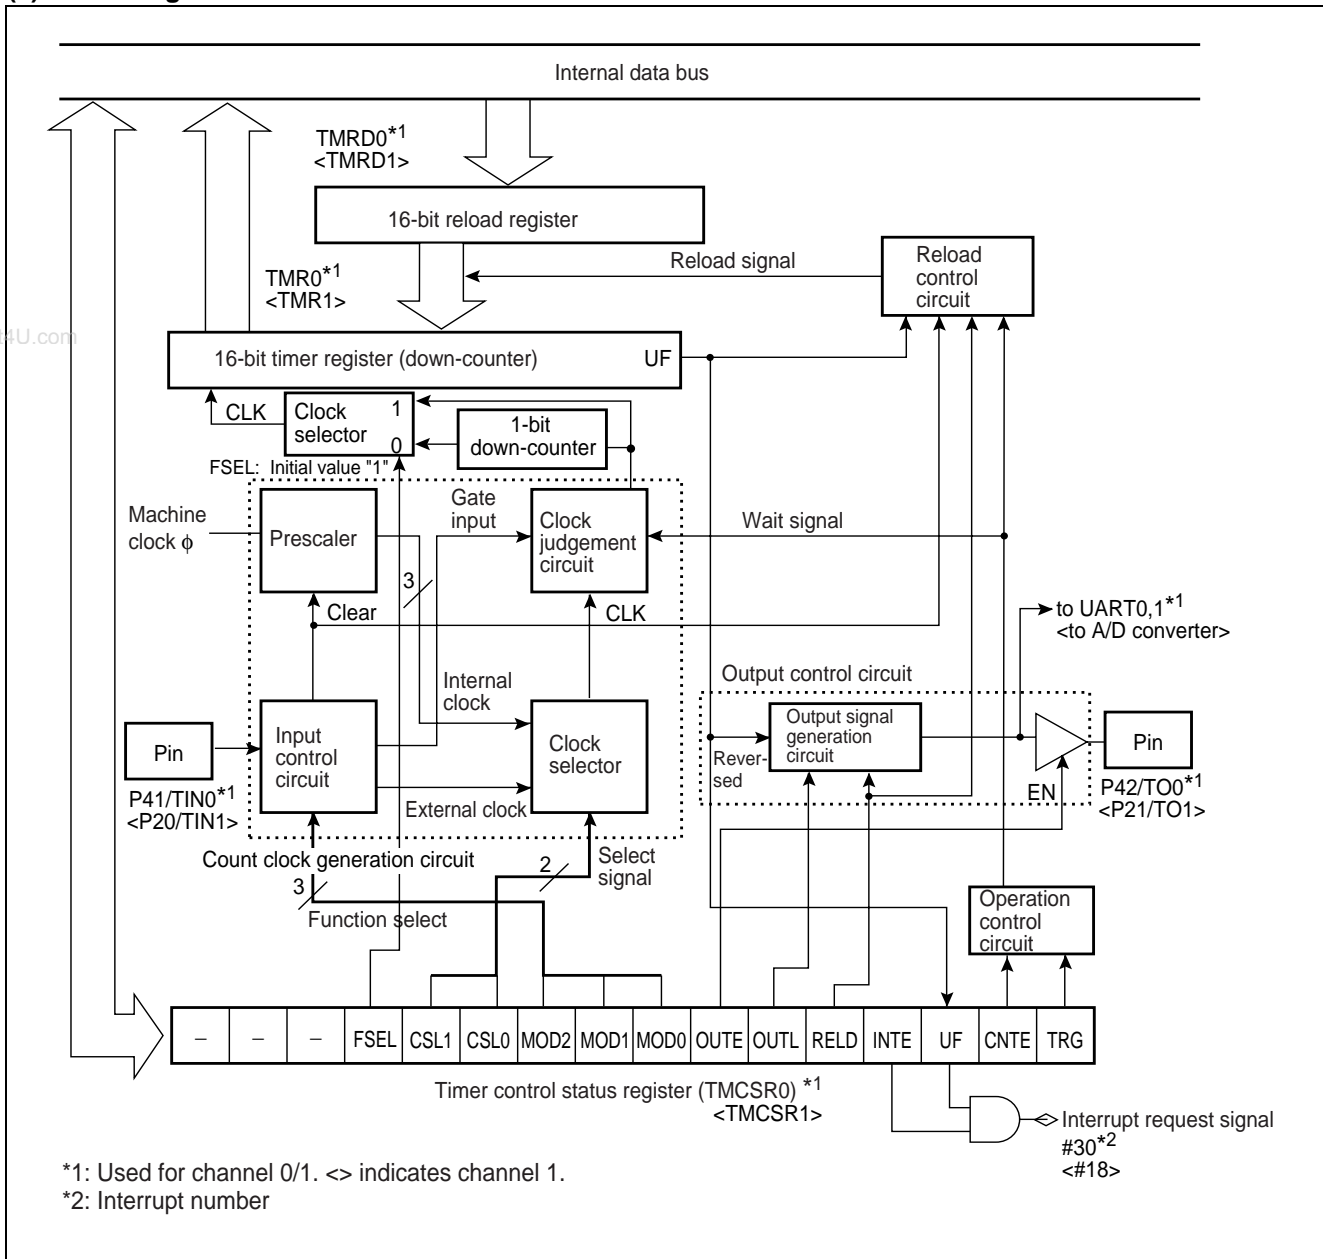 Internal data bus
TMRD0*1
<TMRD1>
16-bit reload register
Reload signal
Reload
control
circuit
TMR0*1
<TMR1>
t4U.com
16-bit timer register (down-counter) UF
CLK
Clock
selector
1
0
1-bit
down-counter
FSEL: Initial value "1"
Machine
clock ϕ
Prescaler
Gate
input
Clock
judgement
circuit
Wait signal
3
Clear
CLK
to UART0,1*1
<to A/D converter>
Output control circuit
Internal
clock
Pin
Input
control
circuit
Clock
selector
Output signal
generation
circuit
Pin
Rever-
sed
EN
P41/TIN0*1
<P20/TIN1>
External clock
P42/TO0*1
<P21/TO1>
Count clock generation circuit
2
Select
signal
3
Function select
Operation
control
circuit
– – – FSEL CSL1 CSL0 MOD2 MOD1 MOD0 OUTE OUTL RELD INTE UF CNTE TRG
Timer control status register (TMCSR0) *1
<TMCSR1>
Interrupt request signal
#30*2
<#18>
*1: Used for channel 0/1. <> indicates channel 1.
*2: Interrupt number